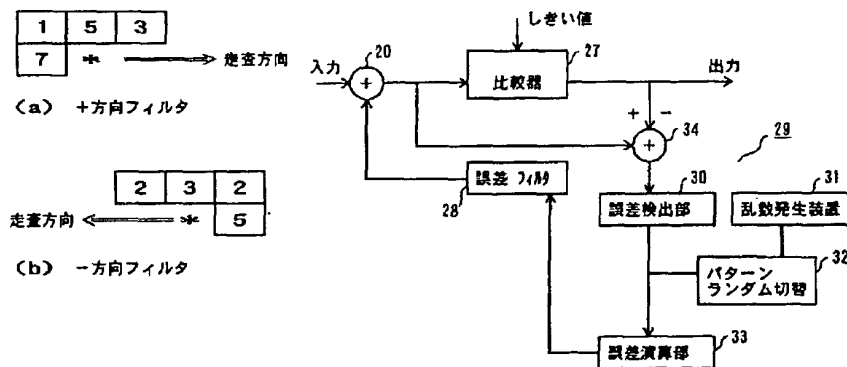 1 5 3
7 * 走査方向
(a) +方向フィルタ
2 3 2
走査方向 * 5
(b) -方向フィルタ
しきい値
20
27
入力
+
比較器
出力
+ -
+
34
29
誤差 フィルタ
28
30
誤差検出部
31
乱数発生装置
32
パターン
ランダム切替
33
誤差演算部